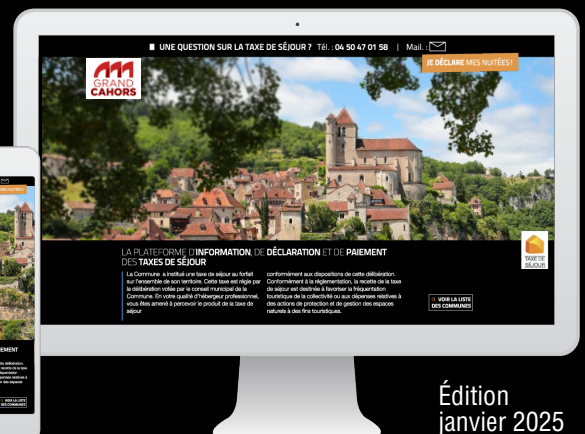 UNE QUESTION SUR LA TAXE DE SÉJOUR ? Tél. : 04 50 47 01 58 | Mail. :
JE DÉCLARE MES NUITÉES !
GRAND
CAHORS
LA PLATEFORME D'INFORMATION, DE DÉCLARATION ET DE PAIEMENT
DES TAXES DE SÉJOUR
La Commune a institué une taxe de séjour au forfait
sur l'ensemble de son territoire. Cette taxe est régie par
la délibération votée par le conseil municipal de la
Commune. En votre qualité d'hébergeur professionnel,
vous êtes amené à percevoir le produit de la taxe de
séjour
conformément aux dispositions de cette délibération.
Conformément à la réglementation, la recette de la taxe
de séjour est destinée à favoriser la fréquentation
touristique de la collectivité ou aux dépenses relatives à
des actions de protection et de gestion des espaces
naturels à des fins touristiques.
TAXE DE
SÉJOUR
VOIR LA LISTE
DES COMMUNES
EMENT
VOIR LA LISTE
DES COMMUNES
Édition
janvier 2025